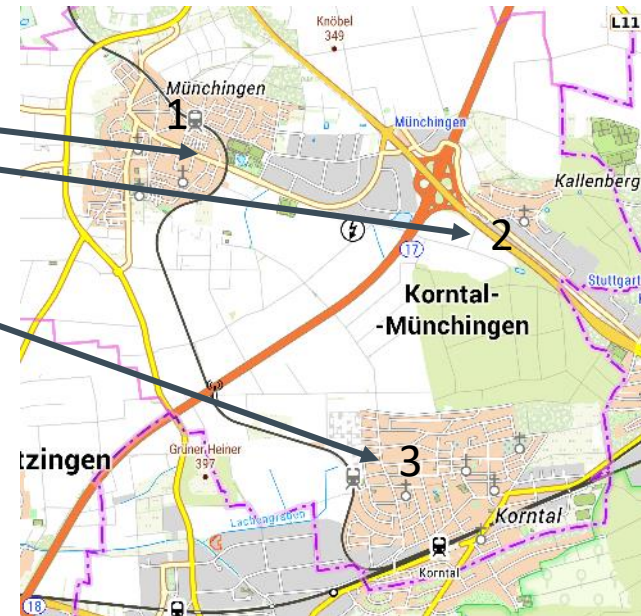 Knöbel
349
L11
Münchingen
1
Münchingen
Kallenberg
2
17
Stuttgart
Korntal-
-Münchingen
3
tzingen
Grüner Heiner
397
Lachengraben
Korntal
Korntal
18